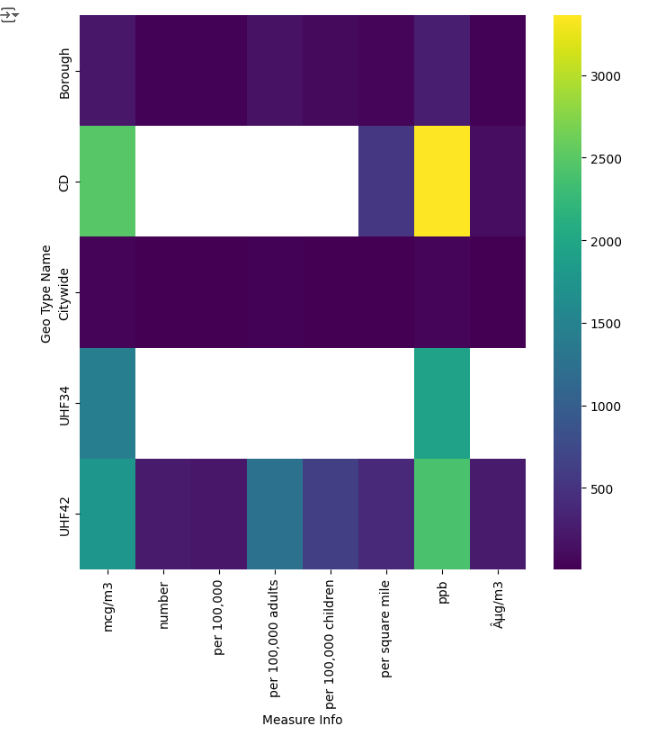 Borough
CD
Citywide
UHF34
UHF42
Geo Type Name
mcg/m3
number
per 100,000
per 100,000 adults
per 100,000 children
per square mile
ppb
Âµg/m3
Measure Info
3000
2500
2000
1500
1000
500